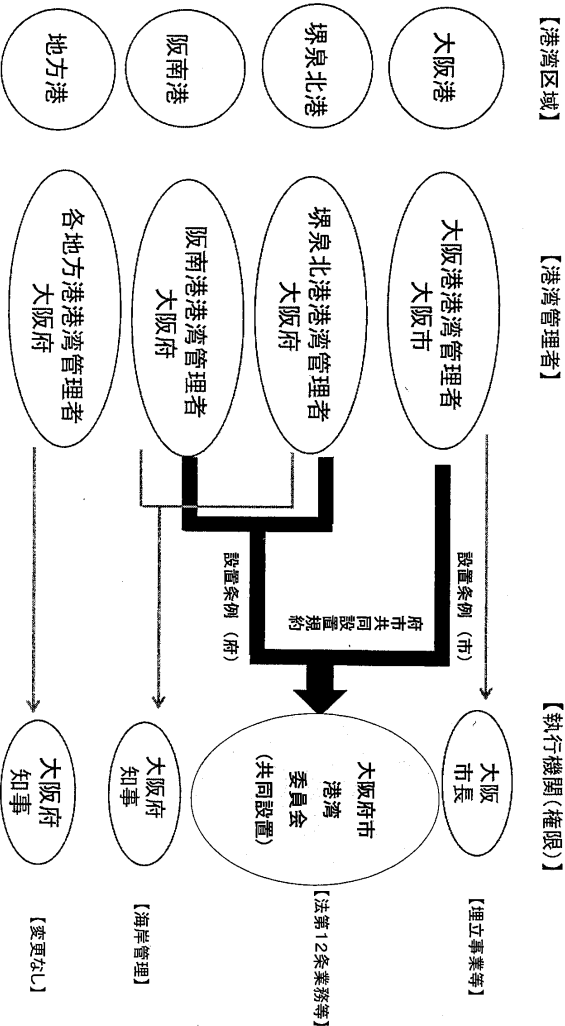 【港湾区域】
【港湾管理者】
【執行機関(権限)】
大阪港
大阪港港湾管理者
大阪市
設置条例（市）
大阪
市長
【埋立事業等】
堺泉北港
堺泉北港港湾管理者
大阪府
府市共同設置規約
大阪府市
港湾
委員会
(共同設置)
【法第12条業務等】
設置条例（府）
阪南港
阪南港港湾管理者
大阪府
大阪府
知事
【海岸管理】
地方港
各地方港港湾管理者
大阪府
大阪府
知事
【変更なし】